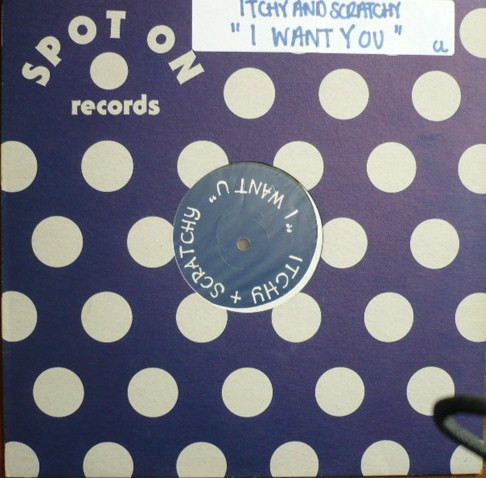 ITCHY AND SCRATCHY
"I WANT YOU"
SPOT ON
records
ITCHY + SCRATCHY
"I WANT U"